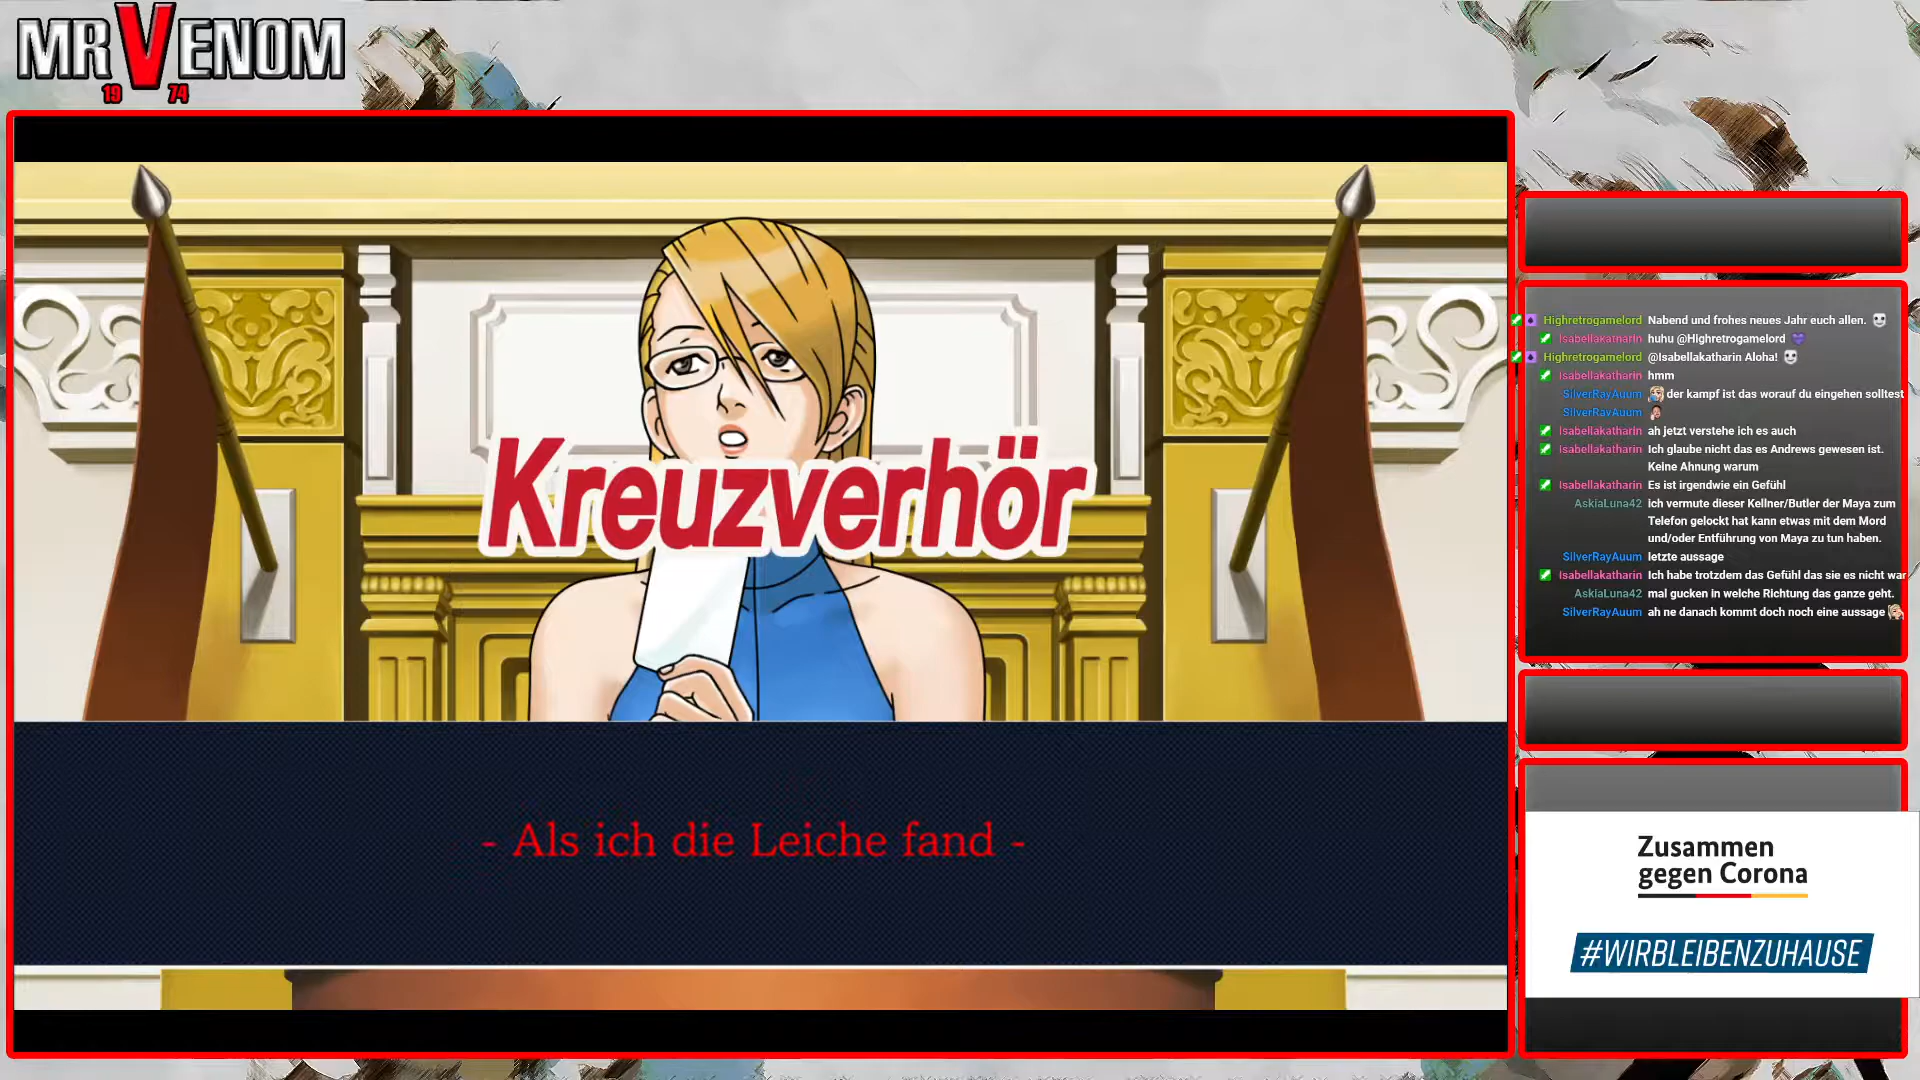 MRVENOM
19 74
Kreuzverhör
- Als ich die Leiche fand -
Highretrogamelord Nabend und frohes neues Jahr euch allen.
Isabellakatharin huhu @Highretrogamelord
Highretrogamelord @Isabellakatharin Aloha!
Isabellakatharin hmm
SilverRayAuum der kampf ist das worauf du eingehen solltest
SilverRayAuum
Isabellakatharin ah jetzt verstehe ich es auch
Isabellakatharin Ich glaube nicht das es Andrews gewesen ist.
Keine Ahnung warum
Isabellakatharin Es ist irgendwie ein Gefühl
AskiaLuna42 Ich vermute dieser Kellner/Butler der Maya zum
Telefon gelockt hat kann etwas mit dem Mord
und/oder Entführung von Maya zu tun haben.
SilverRayAuum letzte aussage
Isabellakatharin Ich habe trotzdem das Gefühl das sie es nicht war
AskiaLuna42 mal gucken in welche Richtung das ganze geht.
SilverRayAuum ah ne danach kommt doch noch eine aussage
Zusammen
gegen Corona
#WIRBLEIBENZUHAUSE